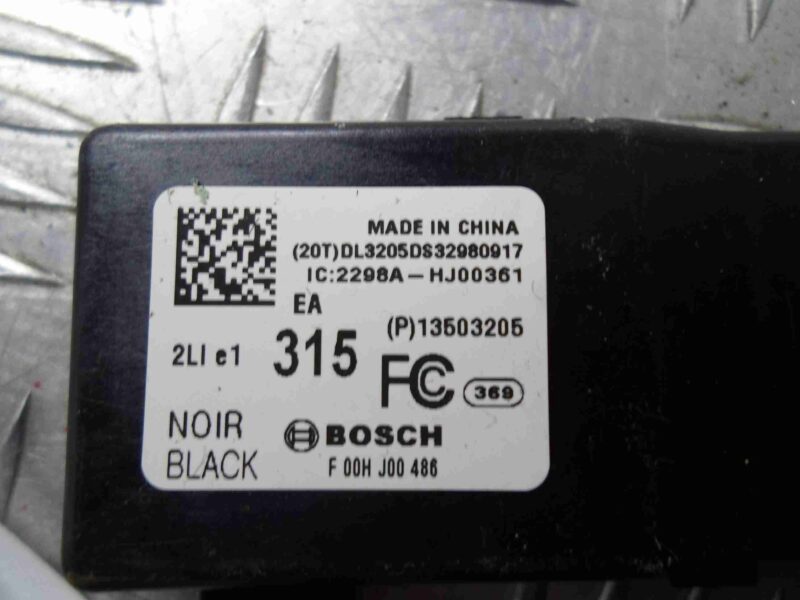 MADE IN CHINA
(20T)DL3205DS32980917
IC:2298A-HJ00361
EA
(P)13503205
2LI e1
315
FC
369
NOIR
BLACK
BOSCH
F 00H J00 486